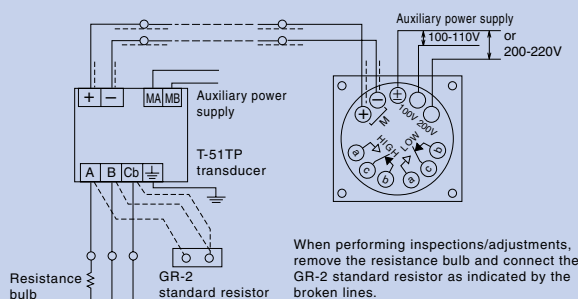 Auxiliary power supply
100-110V
or
200-220V
+ − MA MB
Auxiliary power
supply
T-51TP
transducer
A B Cb
+ − ±
M 100V 200V
HIGH LOW
a c b a c b
Resistance
bulb
GR-2
standard resistor
When performing inspections/adjustments,
remove the resistance bulb and connect the
GR-2 standard resistor as indicated by the
broken lines.